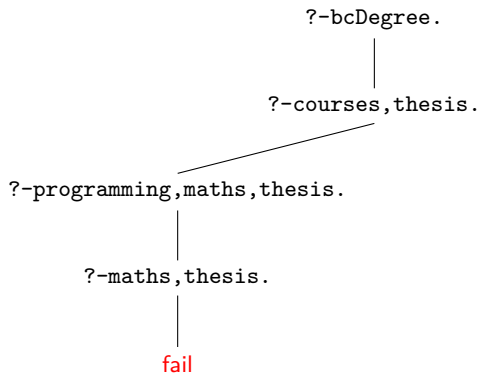 ?-bcDegree.
?-courses,thesis.
?-programming,maths,thesis.
?-maths,thesis.
fail